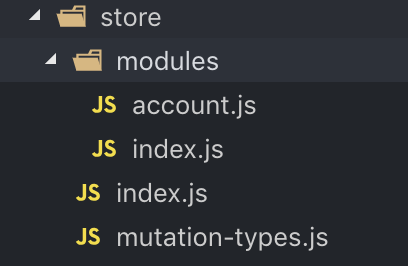 store
modules
JS account.js
JS index.js
JS index.js
JS mutation-types.js